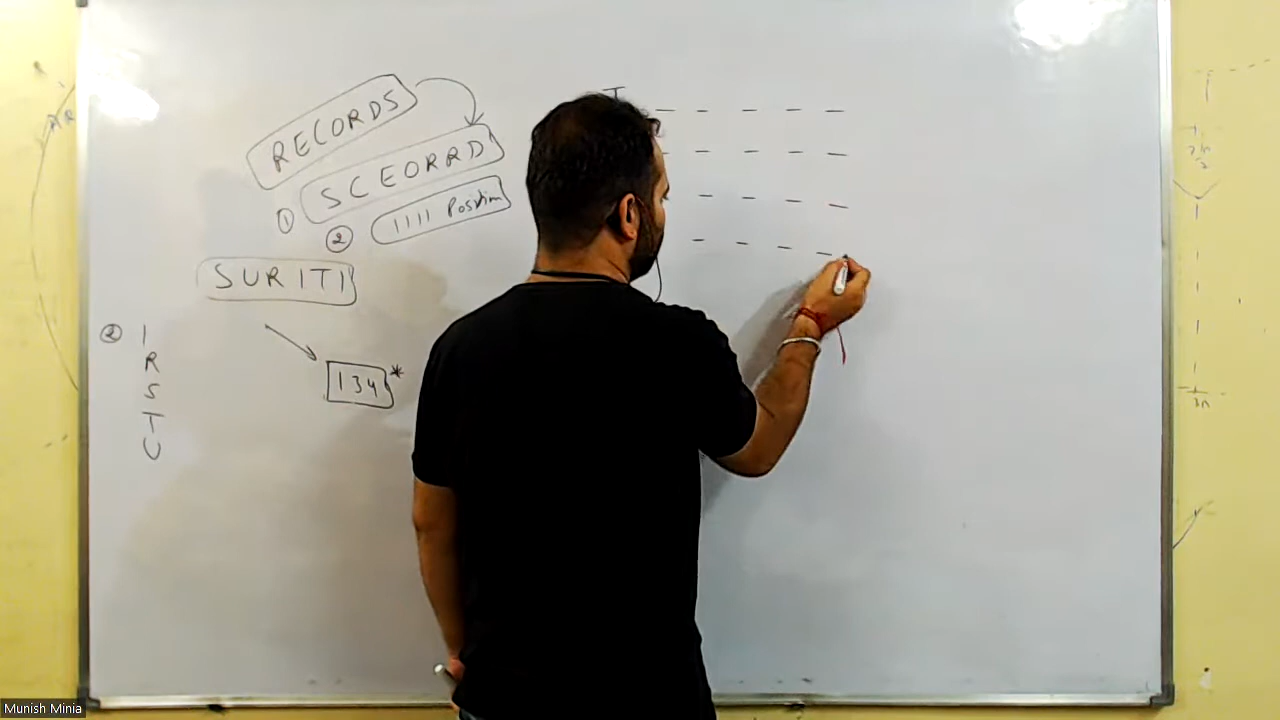 RECORDS
① SCEORRD
② 1111 Position
SURITI
134*
② I
R
S
T
U
Munish Minia